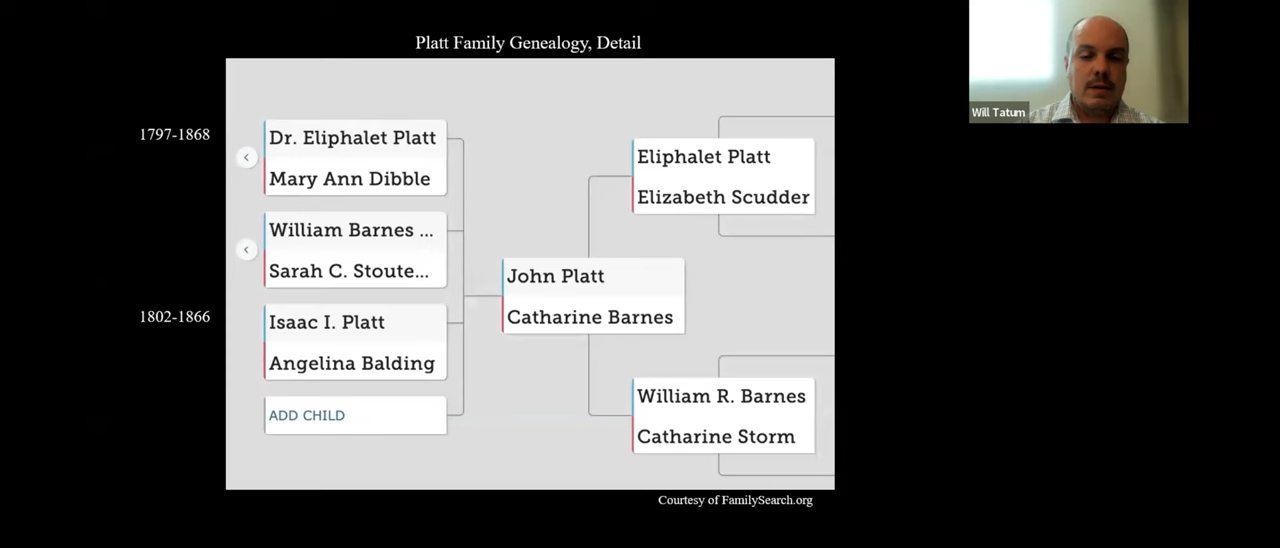 Platt Family Genealogy, Detail
Will Tatum
1797-1868
Dr. Eliphalet Platt
Mary Ann Dibble
William Barnes ...
Sarah C. Stoute...
1802-1866
Isaac I. Platt
Angelina Balding
ADD CHILD
John Platt
Catharine Barnes
Eliphalet Platt
Elizabeth Scudder
William R. Barnes
Catharine Storm
Courtesy of FamilySearch.org